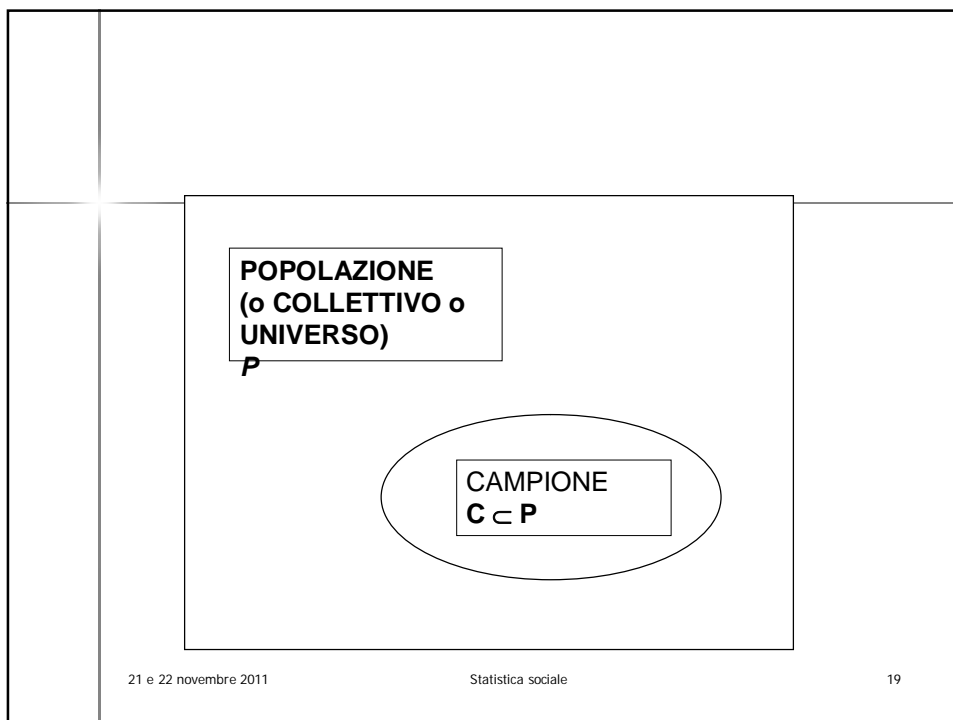 POPOLAZIONE
(o COLLETTIVO o
UNIVERSO)
P
CAMPIONE
C ⊂ P
21 e 22 novembre 2011
Statistica sociale
19